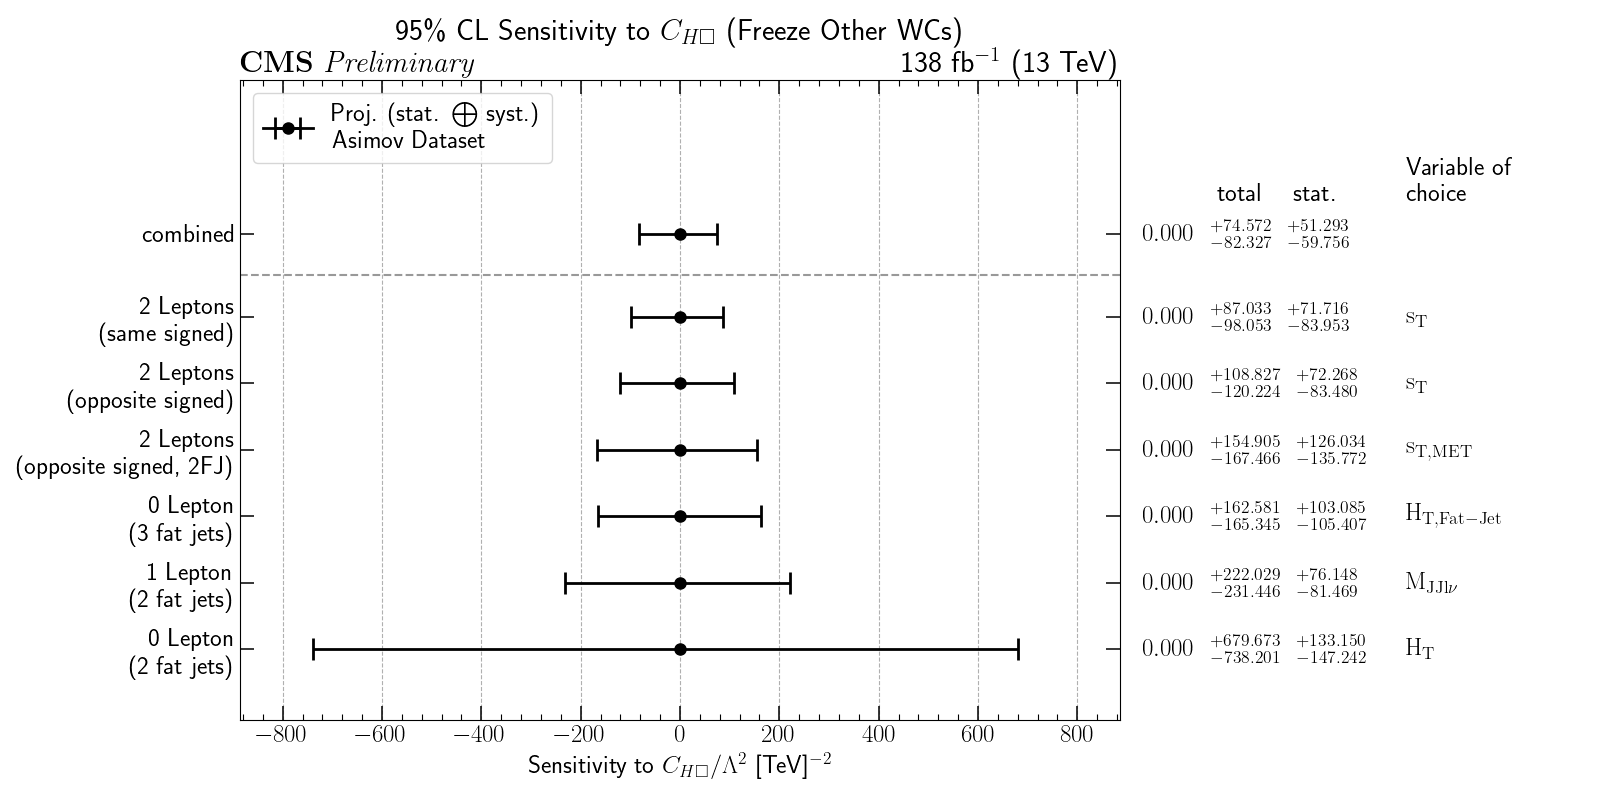 95% CL Sensitivity to C_{H□} (Freeze Other WCs)
CMS Preliminary
138 fb⁻¹ (13 TeV)
Proj. (stat. ⨁ syst.)
Asimov Dataset
Variable of
choice
total stat.
combined
0.000 +74.572 −82.327 +51.293 −59.756
2 Leptons
(same signed)
0.000 +87.033 −98.053 +71.716 −83.953 s_T
2 Leptons
(opposite signed)
0.000 +108.827 −120.224 +72.268 −83.480 s_T
2 Leptons
(opposite signed, 2FJ)
0.000 +154.905 −167.466 +126.034 −135.772 s_{T,MET}
0 Lepton
(3 fat jets)
0.000 +162.581 −165.345 +103.085 −105.407 H_{T,Fat−Jet}
1 Lepton
(2 fat jets)
0.000 +222.029 −231.446 +76.148 −81.469 M_{JJlν}
0 Lepton
(2 fat jets)
0.000 +679.673 −738.201 +133.150 −147.242 H_T
−800 −600 −400 −200 0 200 400 600 800
Sensitivity to C_{H□}/Λ² [TeV]⁻²